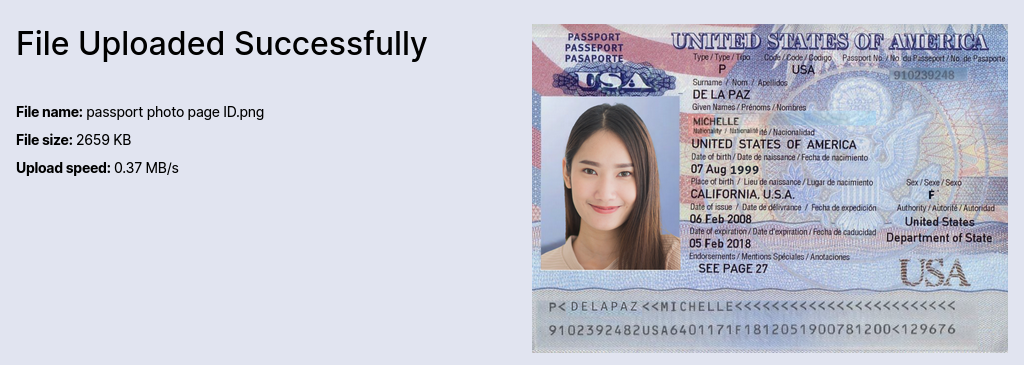 File Uploaded Successfully
File name: passport photo page ID.png
File size: 2659 KB
Upload speed: 0.37 MB/s
PASSPORT
PASSEPORT
PASAPORTE
USA
UNITED STATES OF AMERICA
Type / Type / Tipo Code / Code / Codigo Passport No. / No. du Passeport / No. de Pasaporte
P USA 910239248
Surname / Nom / Apellidos
DE LA PAZ
Given Names / Prénoms / Nombres
MICHELLE
Nationality / Nationalité / Nacionalidad
UNITED STATES OF AMERICA
Date of birth / Date de naissance / Fecha de nacimiento
07 Aug 1999
Place of birth / Lieu de naissance / Lugar de nacimiento
CALIFORNIA, U.S.A.
Sex / Sexe / Sexo
F
Date of issue / Date de délivrance / Fecha de expedición
06 Feb 2008
Authority / Autorité / Autoridad
United States
Department of State
Date of expiration / Date d'expiration / Fecha de caducidad
05 Feb 2018
Endorsements / Mentions Spéciales / Anotaciones
SEE PAGE 27
USA
P<DELAPAZ<<MICHELLE<<<<<<<<<<<<<<<<<<<<<<<<<
9102392482USA6401171F1812051900781200<129676